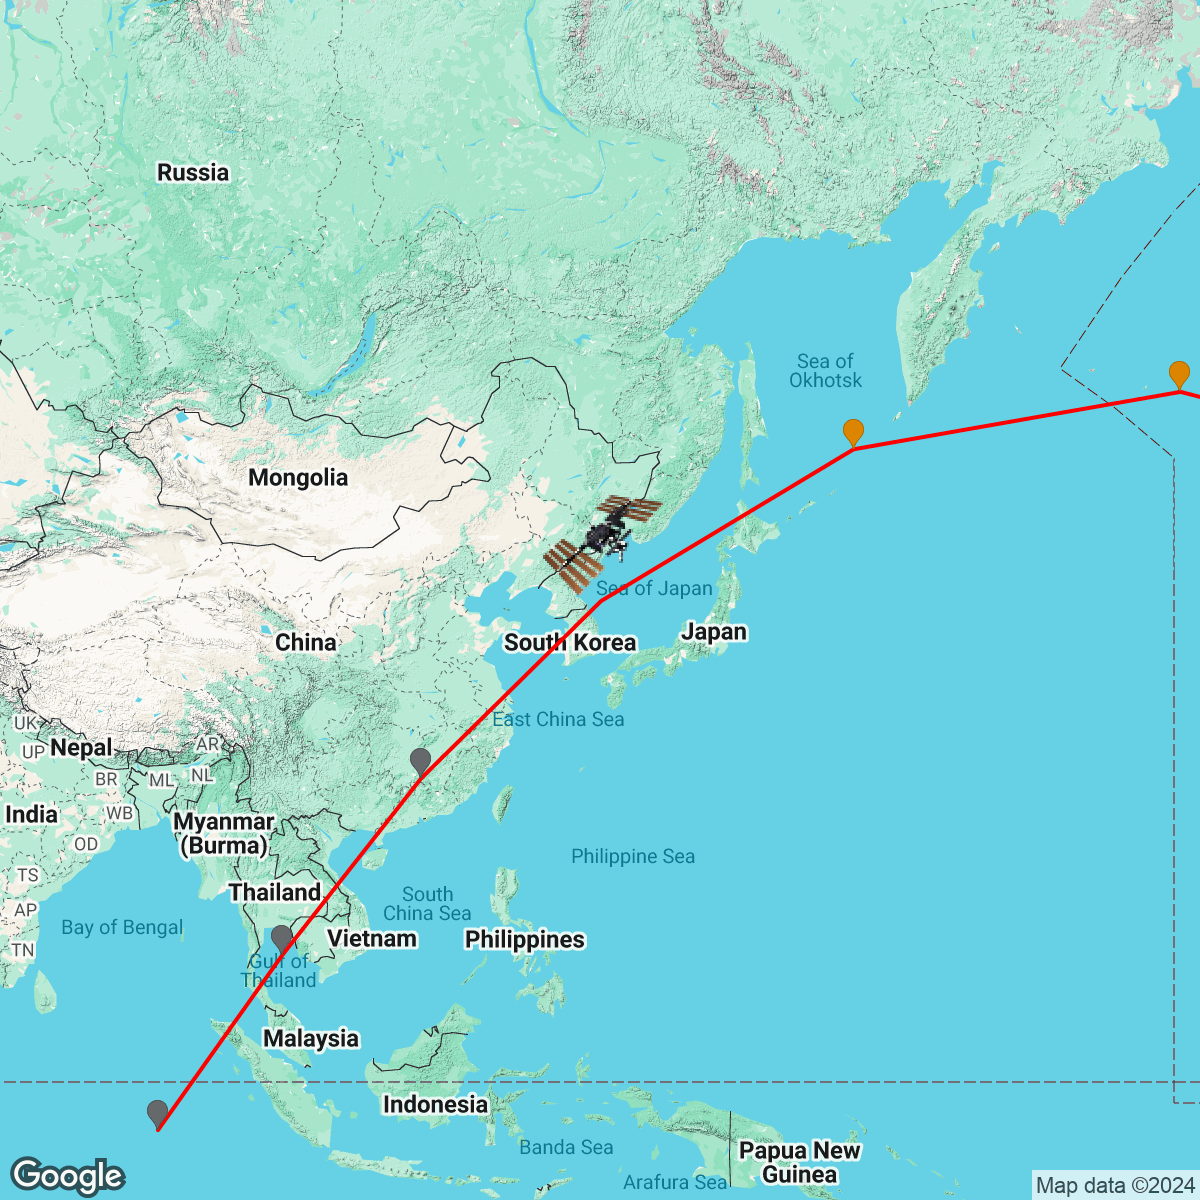 Russia
Sea of
Okhotsk
Mongolia
Sea of Japan
Japan
South Korea
China
East China Sea
UK
UP
Nepal
AR
BR
ML
NL
India
WB
Myanmar
(Burma)
OD
Philippine Sea
TS
Thailand
South
China Sea
AP
Bay of Bengal
TN
Vietnam
Philippines
Gulf of
Thailand
Malaysia
Indonesia
Banda Sea
Papua New
Guinea
Arafura Sea
Google
Map data ©2024